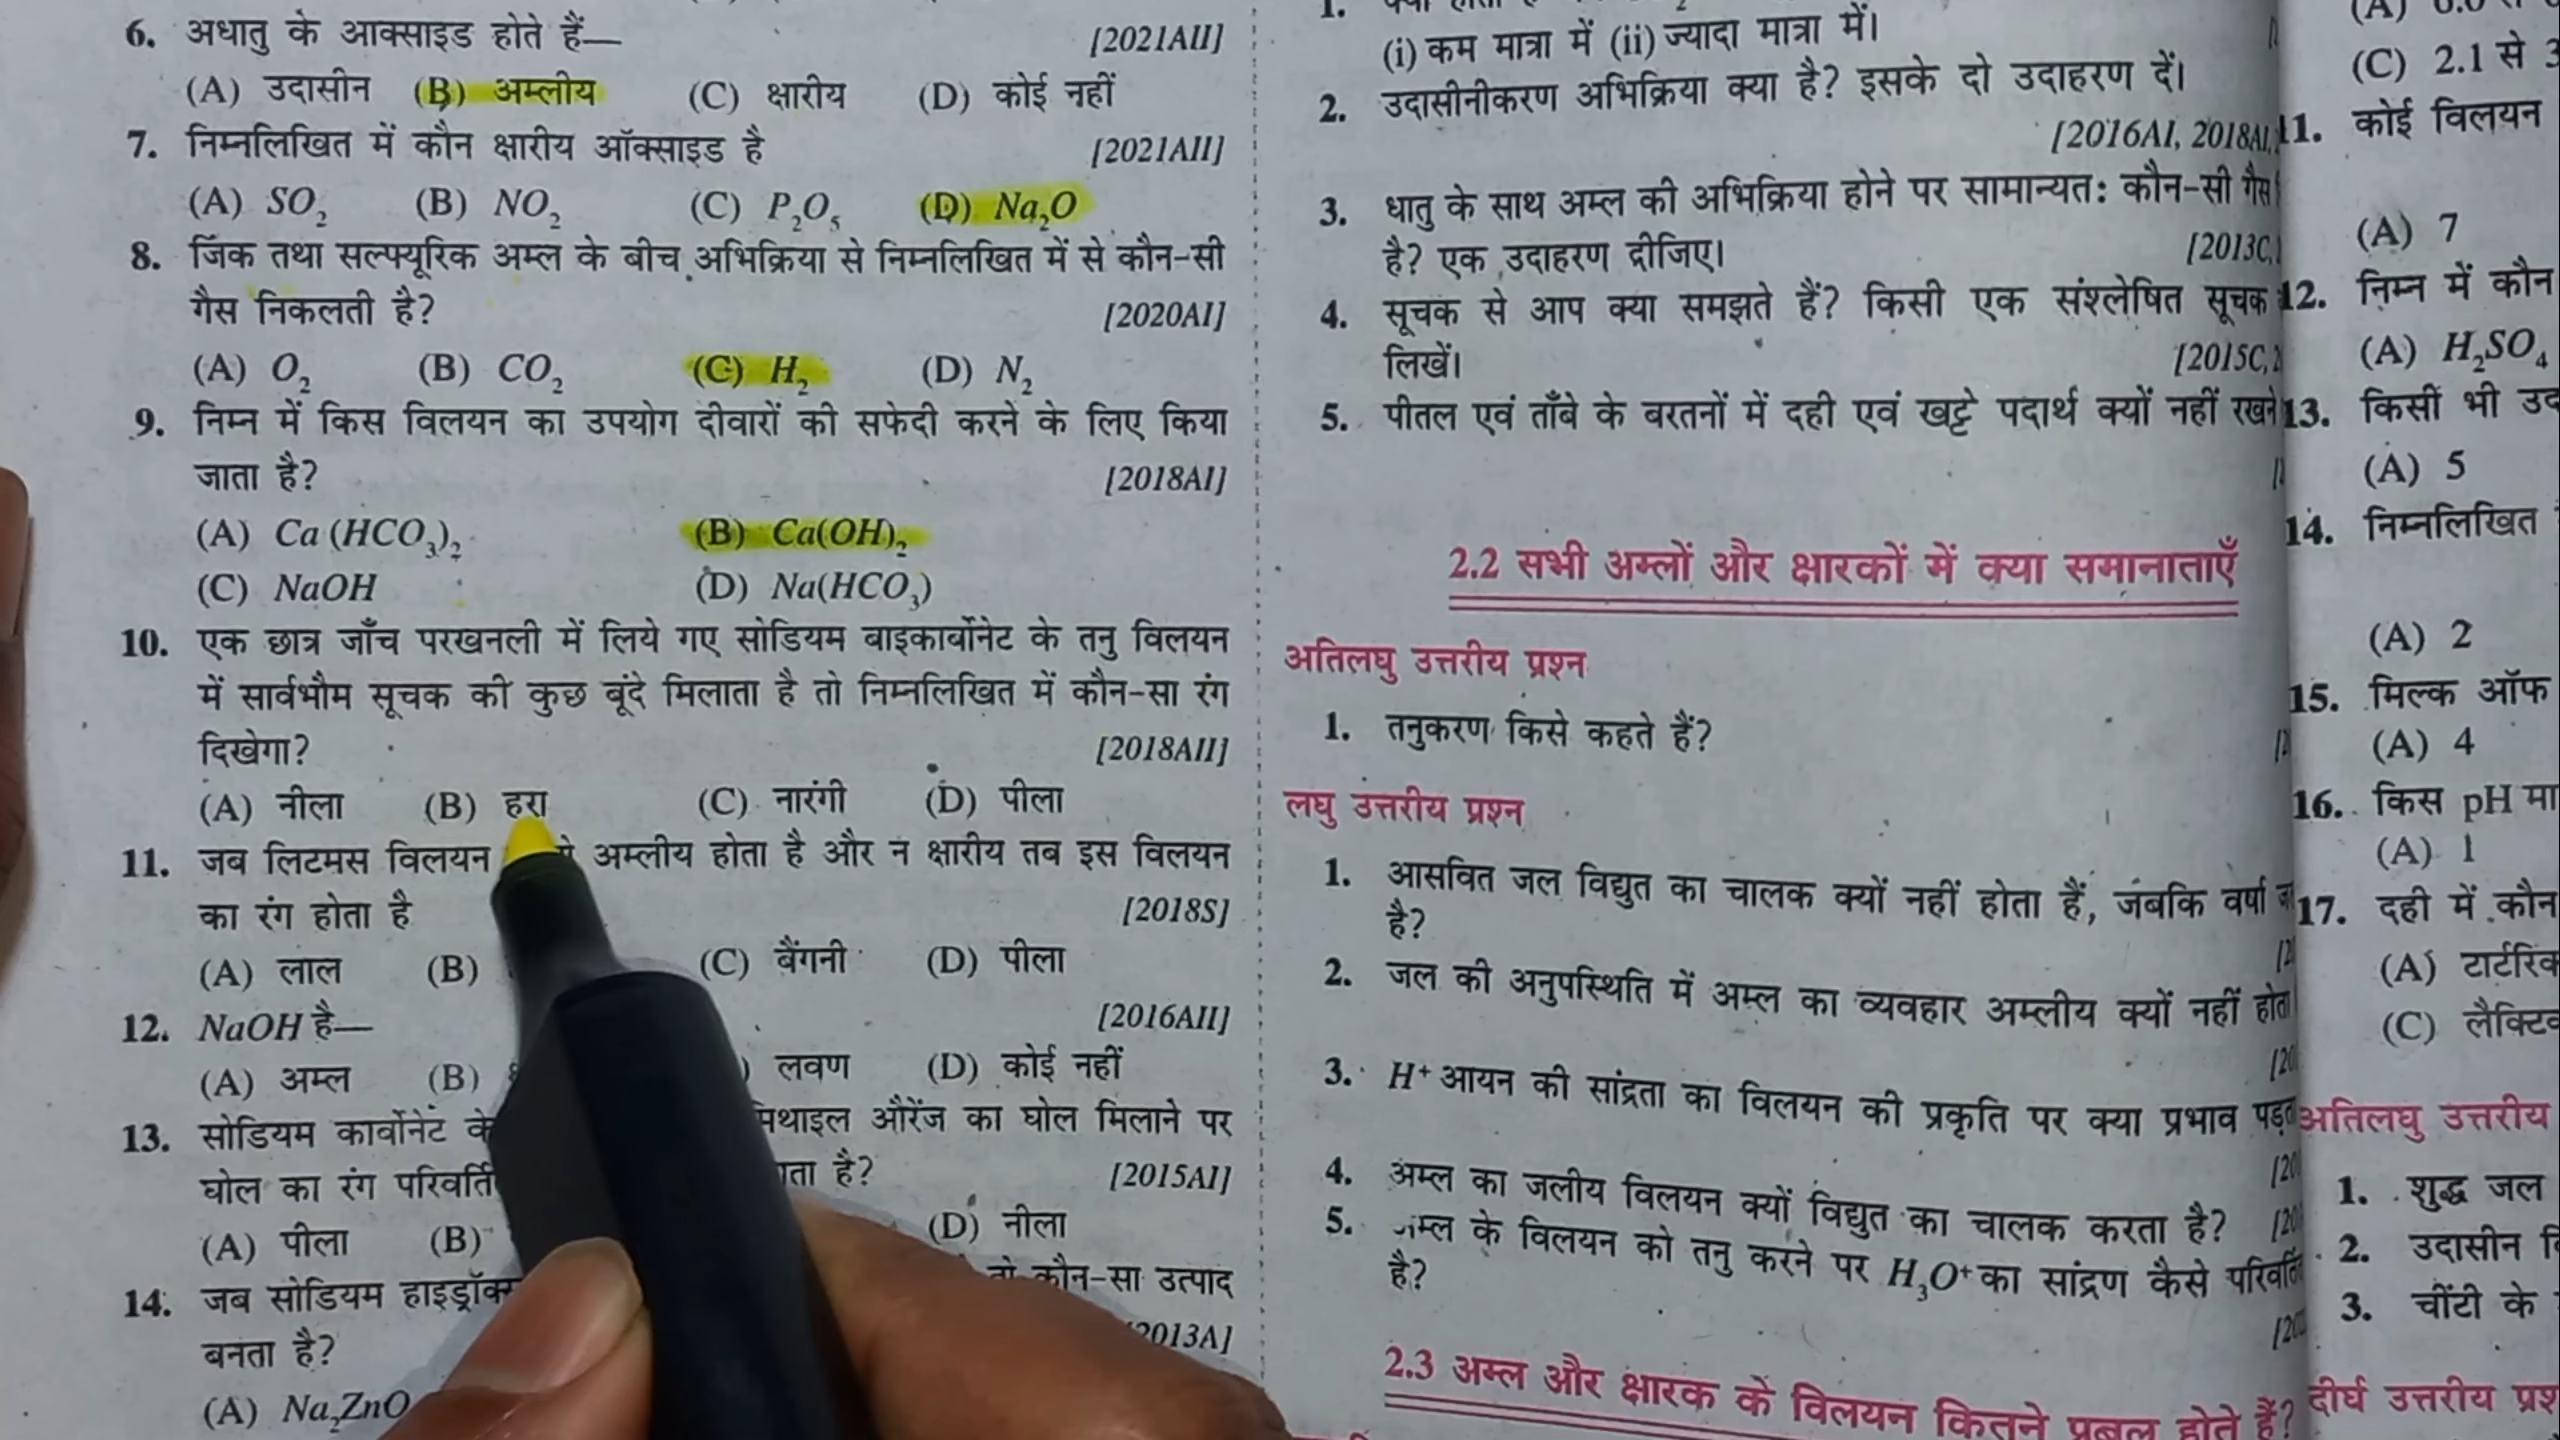 6. अधातु के आक्साइड होते हैं— [2021AII]
(A) उदासीन (B) अम्लीय (C) क्षारीय (D) कोई नहीं
7. निम्नलिखित में कौन क्षारीय ऑक्साइड है [2021AII]
(A) SO₂ (B) NO₂ (C) P₂O₅ (D) Na₂O
8. जिंक तथा सल्फ्यूरिक अम्ल के बीच अभिक्रिया से निम्नलिखित में से कौन-सी
गैस निकलती है? [2020AI]
(A) O₂ (B) CO₂ (C) H₂ (D) N₂
9. निम्न में किस विलयन का उपयोग दीवारों की सफेदी करने के लिए किया
जाता है? [2018AI]
(A) Ca(HCO₃)₂ (B) Ca(OH)₂
(C) NaOH (D) Na(HCO₃)
10. एक छात्र जाँच परखनली में लिये गए सोडियम बाइकार्बोनेट के तनु विलयन
में सार्वभौम सूचक की कुछ बूंदे मिलाता है तो निम्नलिखित में कौन-सा रंग
दिखेगा? [2018AII]
(A) नीला (B) हरा (C) नारंगी (D) पीला
11. जब लिटमस विलयन अम्लीय होता है और न क्षारीय तब इस विलयन
का रंग होता है [2018S]
(A) लाल (B) (C) बैंगनी (D) पीला
12. NaOH है— [2016AII]
(A) अम्ल (B) लवण (D) कोई नहीं
13. सोडियम कार्वोनेट के मिथाइल औरेंज का घोल मिलाने पर
घोल का रंग है? [2015AI]
(A) पीला (B) (D) नीला
14. जब सोडियम कौन-सा उत्पाद
बनता है? 2013A]
(A) Na₂ZnO
1.
(i) कम मात्रा में (ii) ज्यादा मात्रा में।
2. उदासीनीकरण अभिक्रिया क्या है? इसके दो उदाहरण दें।
[2016AI, 2018AI,
3. धातु के साथ अम्ल की अभिक्रिया होने पर सामान्यतः कौन-सी गैस
है? एक उदाहरण दीजिए। [2013C,
4. सूचक से आप क्या समझते हैं? किसी एक संश्लेषित सूचक
लिखें। [2015C,
5. पीतल एवं ताँबे के बरतनों में दही एवं खट्टे पदार्थ क्यों नहीं रखने
2.2 सभी अम्लों और क्षारकों में क्या समानाताएँ
अतिलघु उत्तरीय प्रश्न
1. तनुकरण किसे कहते हैं?
लघु उत्तरीय प्रश्न
1. आसवित जल विद्युत का चालक क्यों नहीं होता हैं, जबकि वर्षा
है?
2. जल की अनुपस्थिति में अम्ल का व्यवहार अम्लीय क्यों नहीं होता
3. H⁺ आयन की सांद्रता का विलयन की प्रकृति पर क्या प्रभाव
4. अम्ल का जलीय विलयन क्यों विद्युत का चालक करता है?
5. के विलयन को तनु करने पर H₃O⁺ का सांद्रण कैसे
है?
2.3 अम्ल और क्षारक के विलयन कितने प्रबल होते हैं?
(A)
(C) 2.1 से 3
11. कोई विलयन
(A) 7
12. निम्न में कौन
(A) H₂SO₄
13. किसी भी
(A) 5
14. निम्नलिखित
(A) 2
15. मिल्क ऑफ
(A) 4
16. किस pH
(A) 1
17. दही में कौन
(A)
(C)
अतिलघु उत्तरीय
1. शुद्ध जल
2. उदासीन
3. चींटी के
दीर्घ उत्तरीय